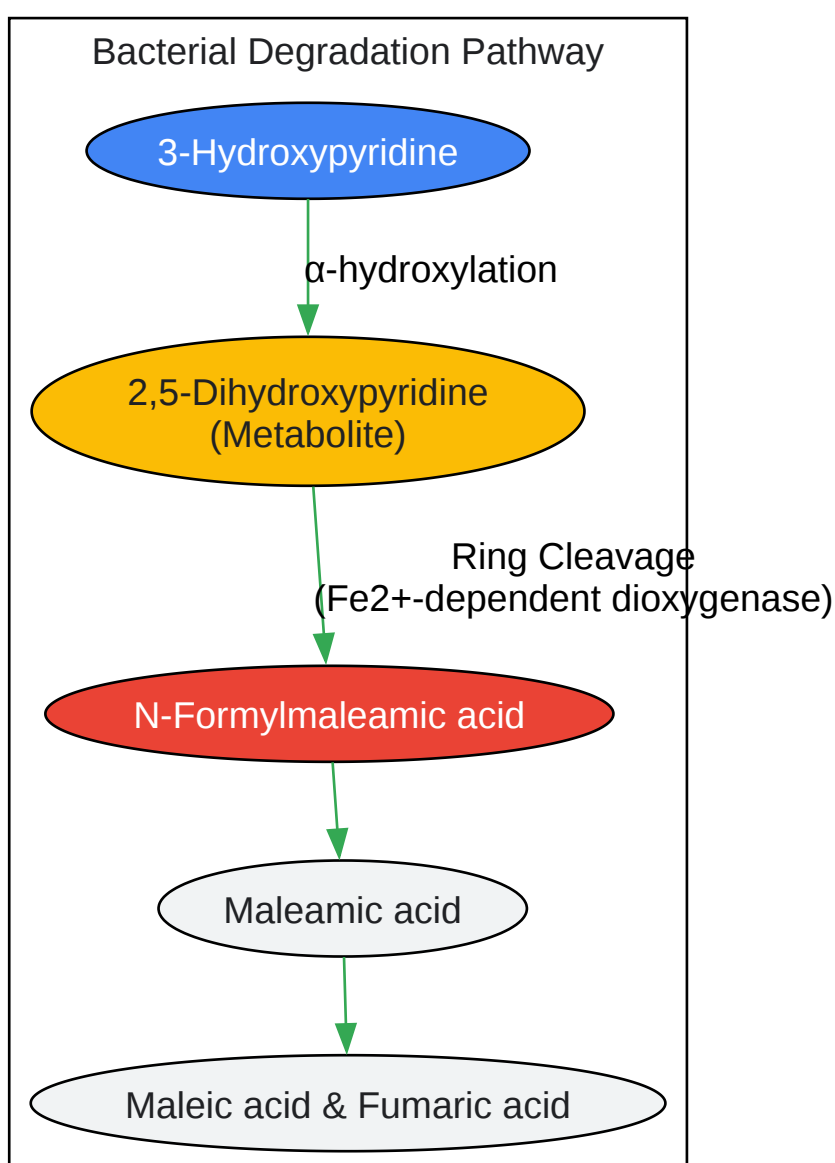 Bacterial Degradation Pathway
3-Hydroxypyridine
α-hydroxylation
2,5-Dihydroxypyridine
(Metabolite)
Ring Cleavage
(Fe2+-dependent dioxygenase)
N-Formylmaleamic acid
Maleamic acid
Maleic acid & Fumaric acid